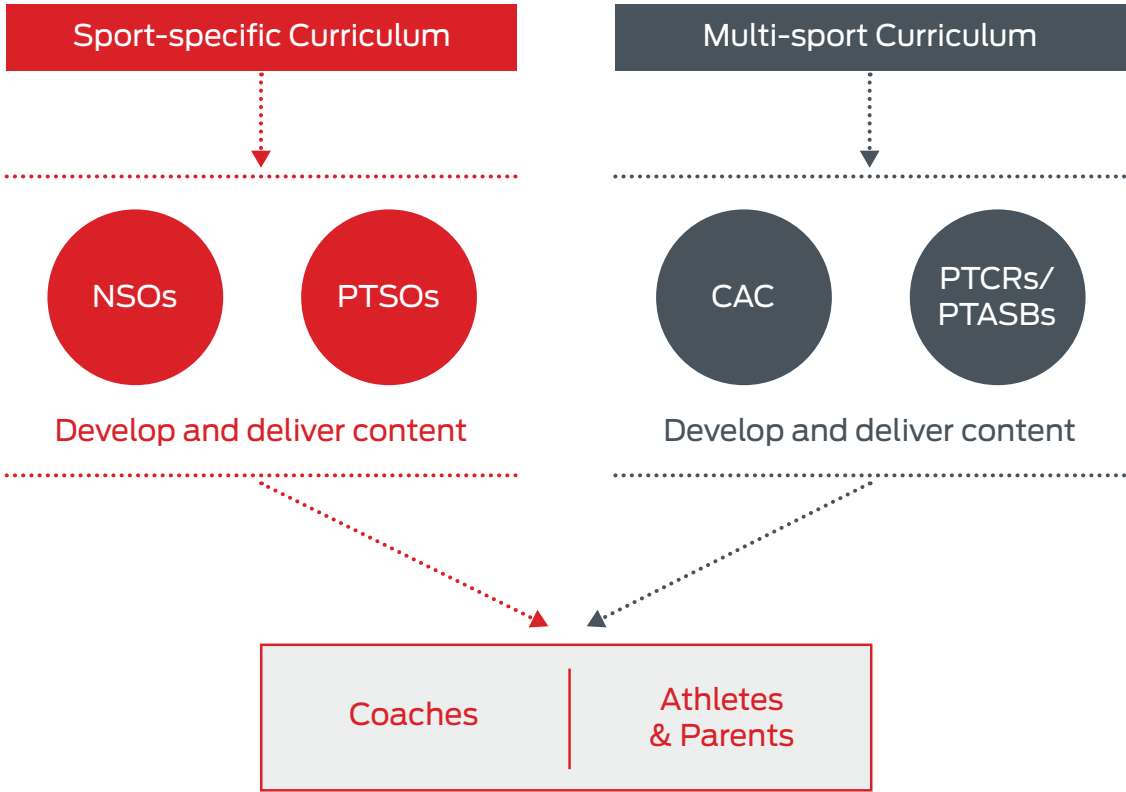 Sport-specific Curriculum
Multi-sport Curriculum
NSOs
PTSOs
CAC
PTCRs/
PTASBs
Develop and deliver content
Develop and deliver content
Coaches
Athletes
& Parents